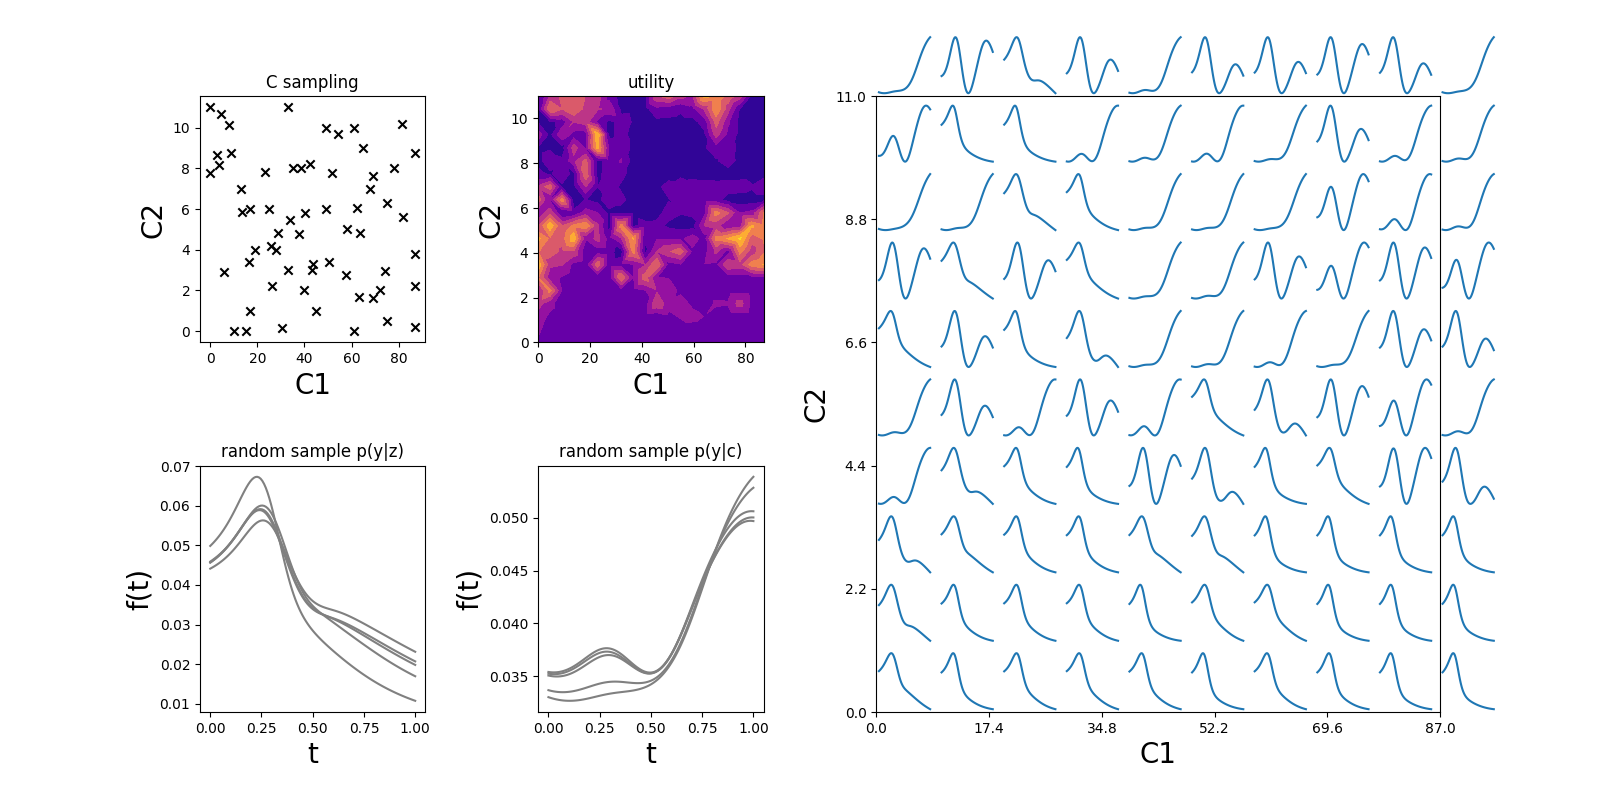 C sampling
C2
10
8
6
4
2
0
0 20 40 60 80
C1
utility
C2
10
8
6
4
2
0
0 20 40 60 80
C1
random sample p(y|z)
f(t)
0.07
0.06
0.05
0.04
0.03
0.02
0.01
0.00 0.25 0.50 0.75 1.00
t
random sample p(y|c)
f(t)
0.050
0.045
0.040
0.035
0.00 0.25 0.50 0.75 1.00
t
C2
11.0
8.8
6.6
4.4
2.2
0.0
0.0 17.4 34.8 52.2 69.6 87.0
C1